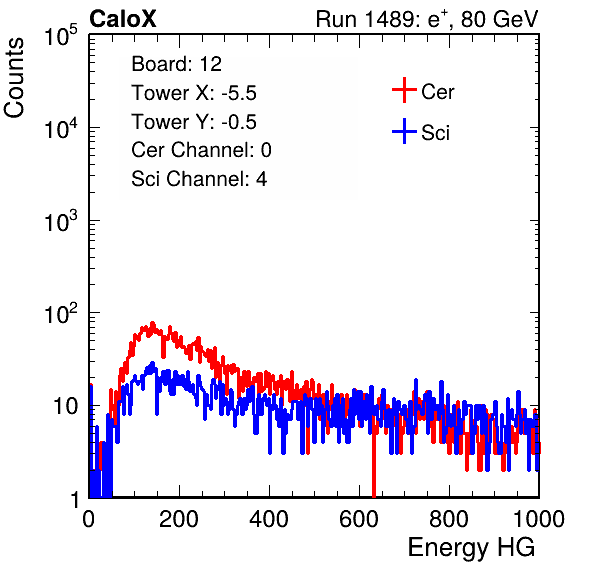 CaloX Run 1489: e⁺, 80 GeV
Counts
10⁵
10⁴
10³
10²
10
1
Board: 12
Tower X: -5.5
Tower Y: -0.5
Cer Channel: 0
Sci Channel: 4
Cer
Sci
0 200 400 600 800 1000
Energy HG